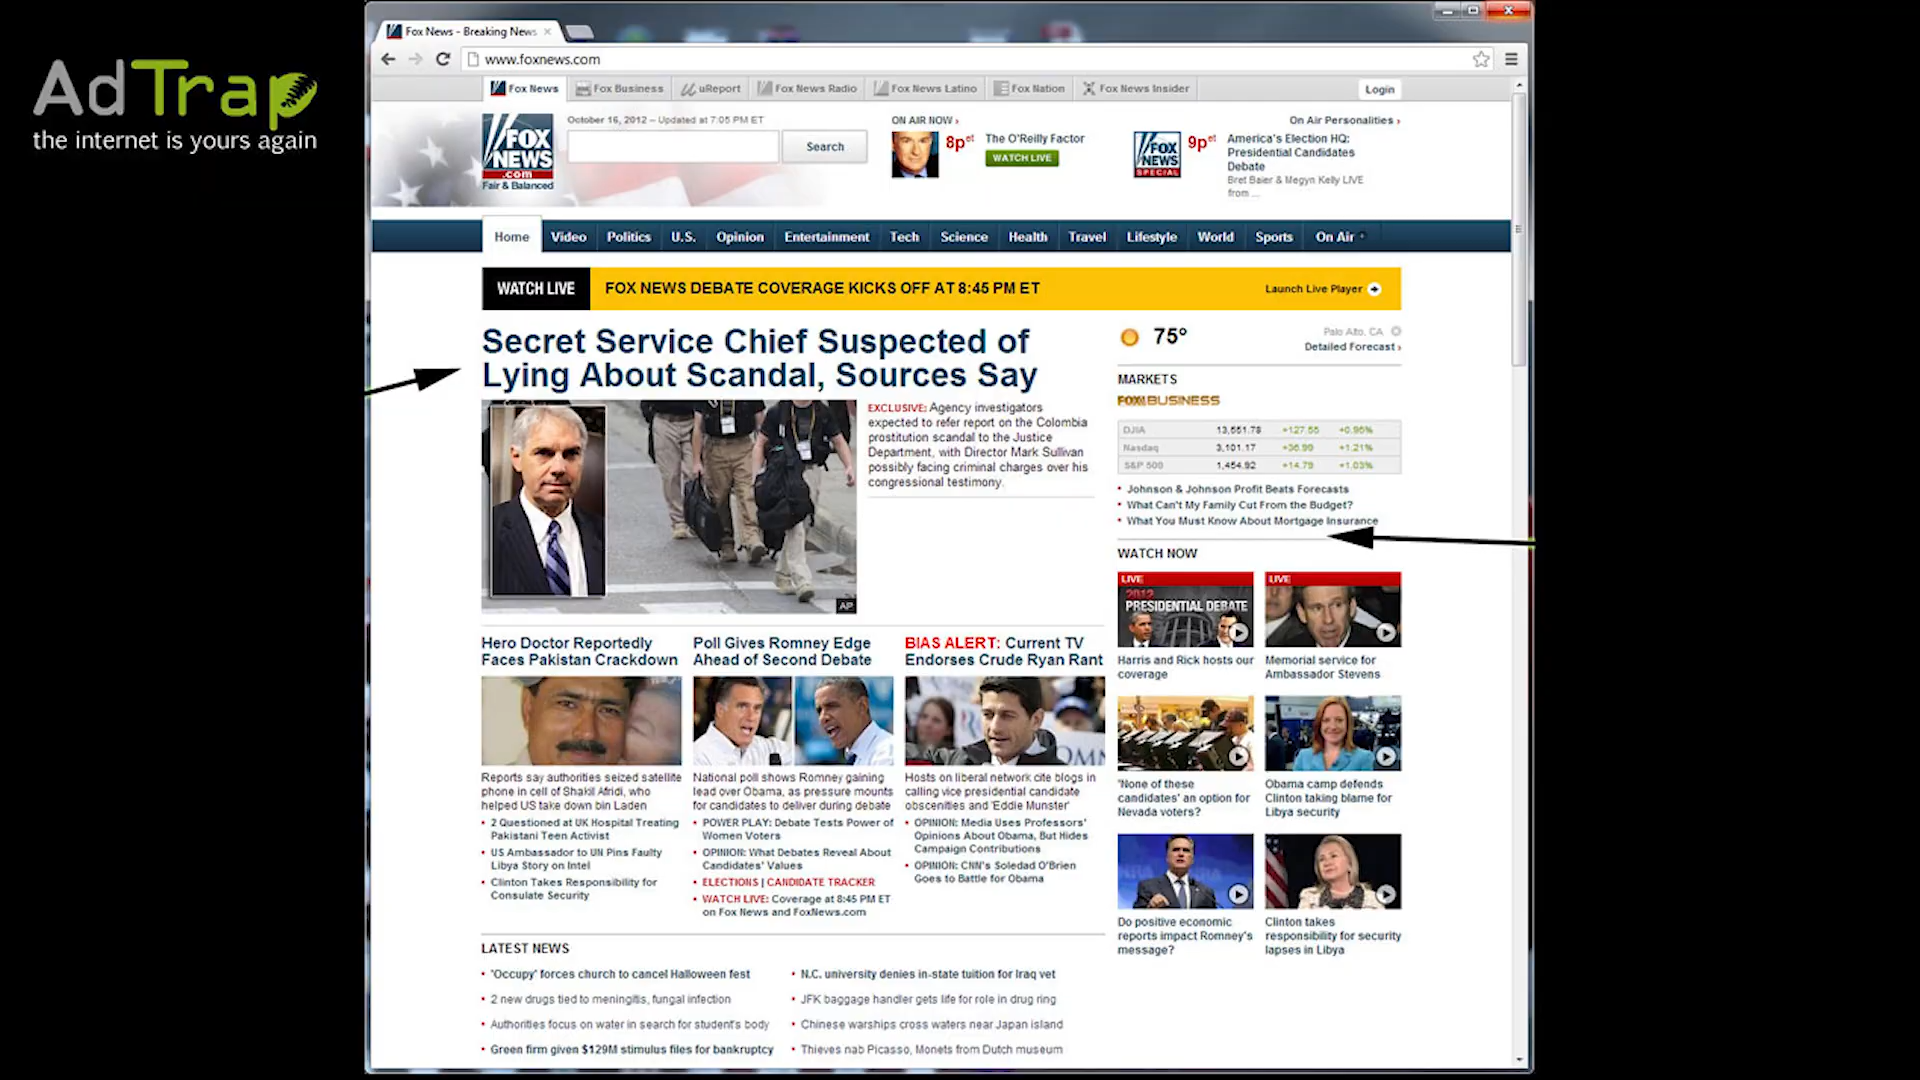 AdTrap
the internet is yours again
Fox News - Breaking News
www.foxnews.com
Fox News
Fox Business
uReport
Fox News Radio
Fox News Latino
Fox Nation
Fox News Insider
Login
FOX
NEWS
.com
Fair & Balanced
October 16, 2012 – Updated at 7:05 PM ET
Search
ON AIR NOW ›
8p et
The O'Reilly Factor
WATCH LIVE
On Air Personalities ›
FOX
NEWS
SPECIAL
9p et
America's Election HQ:
Presidential Candidates
Debate
Bret Baier & Megyn Kelly LIVE
from ...
Home
Video
Politics
U.S.
Opinion
Entertainment
Tech
Science
Health
Travel
Lifestyle
World
Sports
On Air
WATCH LIVE
FOX NEWS DEBATE COVERAGE KICKS OFF AT 8:45 PM ET
Launch Live Player
Secret Service Chief Suspected of
Lying About Scandal, Sources Say
AP
EXCLUSIVE: Agency investigators
expected to refer report on the Colombia
prostitution scandal to the Justice
Department, with Director Mark Sullivan
possibly facing criminal charges over his
congressional testimony.
75°
Palo Alto, CA
Detailed Forecast ›
MARKETS
FOX BUSINESS
DJIA 13,551.78 +127.55 +0.95%
Nasdaq 3,101.17 +36.99 +1.21%
S&P 500 1,454.92 +14.79 +1.03%
• Johnson & Johnson Profit Beats Forecasts
• What Can't My Family Cut From the Budget?
• What You Must Know About Mortgage Insurance
WATCH NOW
LIVE
2012
PRESIDENTIAL DEBATE
Harris and Rick hosts our
coverage
LIVE
Memorial service for
Ambassador Stevens
'None of these
candidates' an option for
Nevada voters?
Obama camp defends
Clinton taking blame for
Libya security
Do positive economic
reports impact Romney's
message?
Clinton takes
responsibility for security
lapses in Libya
Hero Doctor Reportedly
Faces Pakistan Crackdown
Reports say authorities seized satellite
phone in cell of Shakil Afridi, who
helped US take down bin Laden
• 2 Questioned at UK Hospital Treating
Pakistani Teen Activist
• US Ambassador to UN Pins Faulty
Libya Story on Intel
• Clinton Takes Responsibility for
Consulate Security
Poll Gives Romney Edge
Ahead of Second Debate
National poll shows Romney gaining
lead over Obama, as pressure mounts
for candidates to deliver during debate
• POWER PLAY: Debate Tests Power of
Women Voters
• OPINION: What Debates Reveal About
Candidates' Values
• ELECTIONS | CANDIDATE TRACKER
• WATCH LIVE: Coverage at 8:45 PM ET
on Fox News and FoxNews.com
BIAS ALERT: Current TV
Endorses Crude Ryan Rant
Hosts on liberal network cite blogs in
calling vice presidential candidate
obscenities and 'Eddie Munster'
• OPINION: Media Uses Professors'
Opinions About Obama, But Hides
Campaign Contributions
• OPINION: CNN's Soledad O'Brien
Goes to Battle for Obama
LATEST NEWS
• 'Occupy' forces church to cancel Halloween fest
• 2 new drugs tied to meningitis, fungal infection
• Authorities focus on water in search for student's body
• Green firm given $129M stimulus files for bankruptcy
• N.C. university denies in-state tuition for Iraq vet
• JFK baggage handler gets life for role in drug ring
• Chinese warships cross waters near Japan island
• Thieves nab Picasso, Monets from Dutch museum